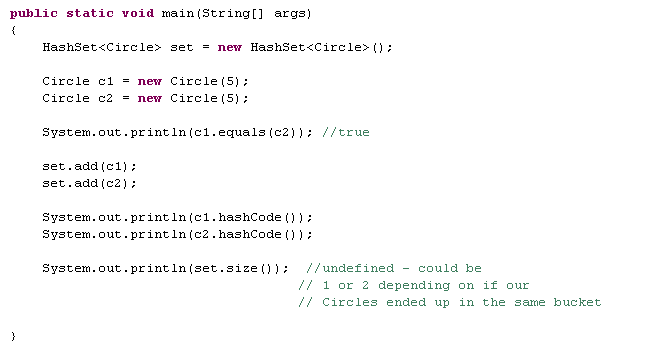 public static void main(String[] args)
{
HashSet<Circle> set = new HashSet<Circle>();
Circle c1 = new Circle(5);
Circle c2 = new Circle(5);
System.out.println(c1.equals(c2)); //true
set.add(c1);
set.add(c2);
System.out.println(c1.hashCode());
System.out.println(c2.hashCode());
System.out.println(set.size());  //undefined - could be
// 1 or 2 depending on if our
// Circles ended up in the same bucket
}